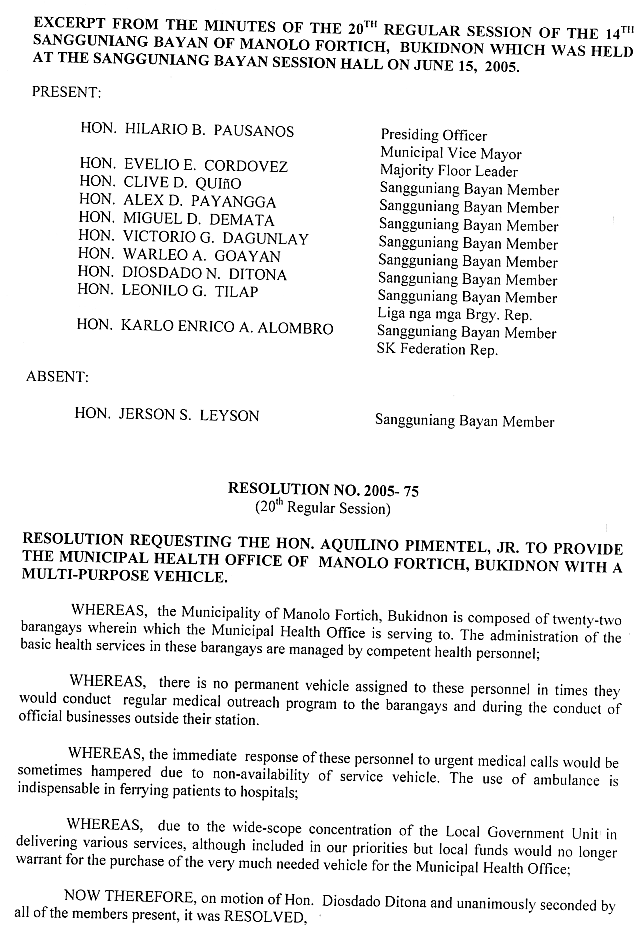 EXCERPT FROM THE MINUTES OF THE 20TH REGULAR SESSION OF THE 14TH
SANGGUNIANG BAYAN OF MANOLO FORTICH, BUKIDNON WHICH WAS HELD
AT THE SANGGUNIANG BAYAN SESSION HALL ON JUNE 15, 2005.
PRESENT:
HON. HILARIO B. PAUSANOS Presiding Officer
Municipal Vice Mayor
HON. EVELIO E. CORDOVEZ Majority Floor Leader
HON. CLIVE D. QUIñO Sangguniang Bayan Member
HON. ALEX D. PAYANGGA Sangguniang Bayan Member
HON. MIGUEL D. DEMATA Sangguniang Bayan Member
HON. VICTORIO G. DAGUNLAY Sangguniang Bayan Member
HON. WARLEO A. GOAYAN Sangguniang Bayan Member
HON. DIOSDADO N. DITONA Sangguniang Bayan Member
HON. LEONILO G. TILAP Sangguniang Bayan Member
Liga nga mga Brgy. Rep.
HON. KARLO ENRICO A. ALOMBRO Sangguniang Bayan Member
SK Federation Rep.
ABSENT:
HON. JERSON S. LEYSON Sangguniang Bayan Member
RESOLUTION NO. 2005- 75
(20th Regular Session)
RESOLUTION REQUESTING THE HON. AQUILINO PIMENTEL, JR. TO PROVIDE
THE MUNICIPAL HEALTH OFFICE OF MANOLO FORTICH, BUKIDNON WITH A
MULTI-PURPOSE VEHICLE.
WHEREAS, the Municipality of Manolo Fortich, Bukidnon is composed of twenty-two
barangays wherein which the Municipal Health Office is serving to. The administration of the
basic health services in these barangays are managed by competent health personnel;
WHEREAS, there is no permanent vehicle assigned to these personnel in times they
would conduct regular medical outreach program to the barangays and during the conduct of
official businesses outside their station.
WHEREAS, the immediate response of these personnel to urgent medical calls would be
sometimes hampered due to non-availability of service vehicle. The use of ambulance is
indispensable in ferrying patients to hospitals;
WHEREAS, due to the wide-scope concentration of the Local Government Unit in
delivering various services, although included in our priorities but local funds would no longer
warrant for the purchase of the very much needed vehicle for the Municipal Health Office;
NOW THEREFORE, on motion of Hon. Diosdado Ditona and unanimously seconded by
all of the members present, it was RESOLVED,